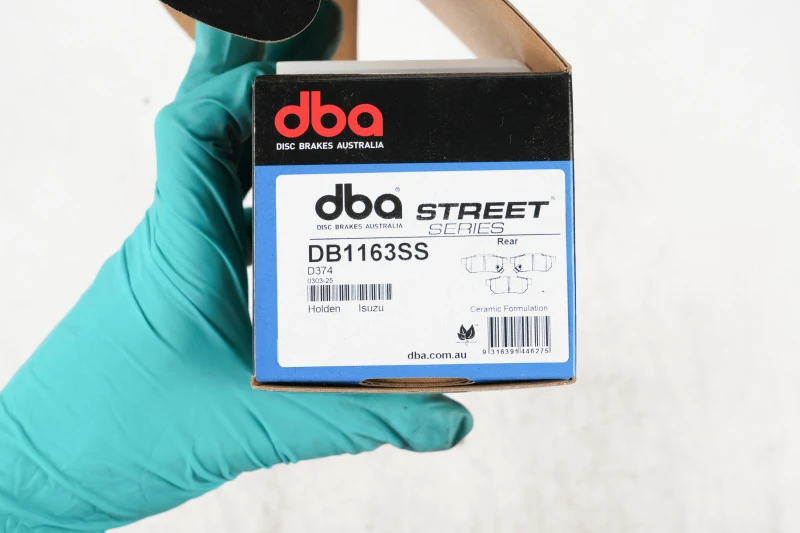 dba
DISC BRAKES AUSTRALIA
dba®
DISC BRAKES AUSTRALIA
STREET
SERIES
Rear
DB1163SS
D374
0303-25
Holden Isuzu
Ceramic Formulation
dba.com.au
9 316391 446275